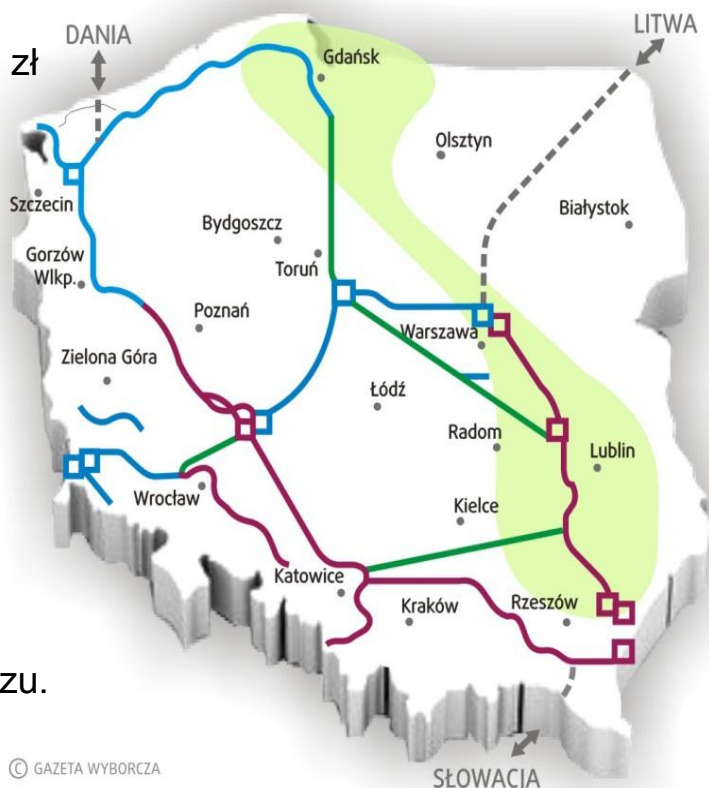 DANIA
LITWA
zł
Gdańsk
Olsztyn
Szczecin
Białystok
Bydgoszcz
Gorzów
Wlkp.
Toruń
Poznań
Warszawa
Zielona Góra
Łódź
Radom
Lublin
Wrocław
Kielce
Katowice
Kraków
Rzeszów
zu.
© GAZETA WYBORCZA
SŁOWACJA